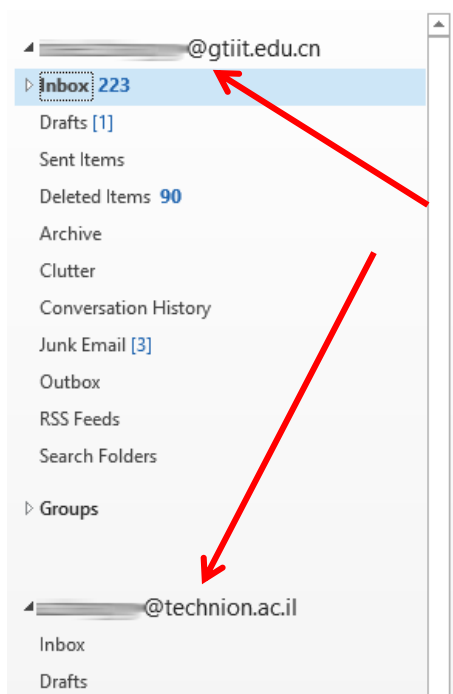 @gtiit.edu.cn
Inbox 223
Drafts [1]
Sent Items
Deleted Items 90
Archive
Clutter
Conversation History
Junk Email [3]
Outbox
RSS Feeds
Search Folders
Groups
@technion.ac.il
Inbox
Drafts